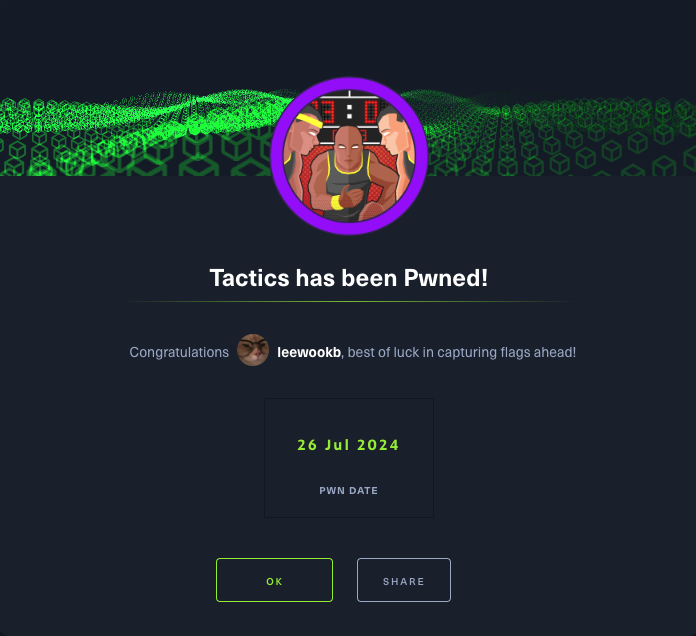 Tactics has been Pwned!
Congratulations leewookb, best of luck in capturing flags ahead!
26 Jul 2024
PWN DATE
OK
SHARE